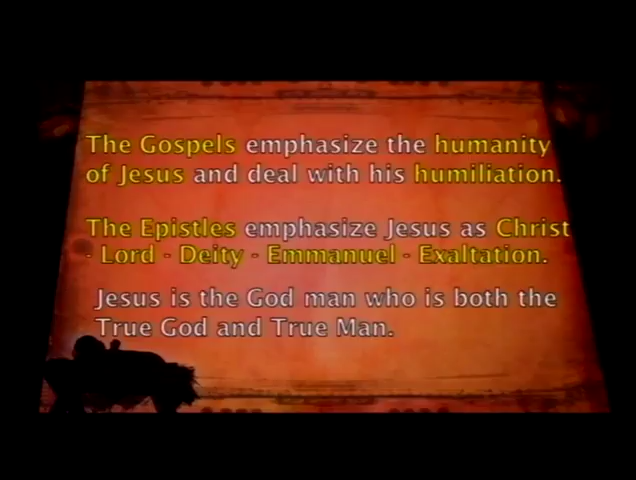 The Gospels emphasize the humanity
of Jesus and deal with his humiliation.
The Epistles emphasize Jesus as Christ
- Lord - Deity - Emmanuel - Exaltation.
Jesus is the God man who is both the
True God and True Man.